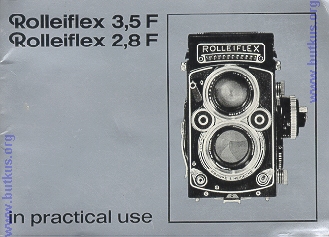 Rolleiflex 3,5 F
Rolleiflex 2,8 F
ROLLEIFLEX
in practical use
www.butkus.org
www.butkus.org